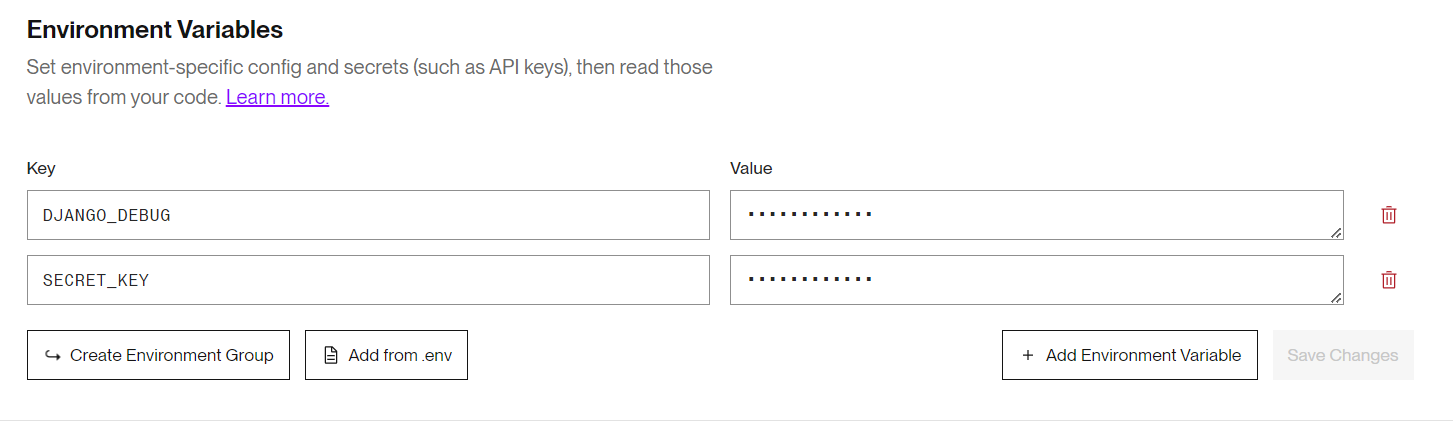 Environment Variables
Set environment-specific config and secrets (such as API keys), then read those
values from your code. Learn more.
Key
Value
DJANGO_DEBUG
············
SECRET_KEY
············
Create Environment Group
Add from .env
+ Add Environment Variable
Save Changes